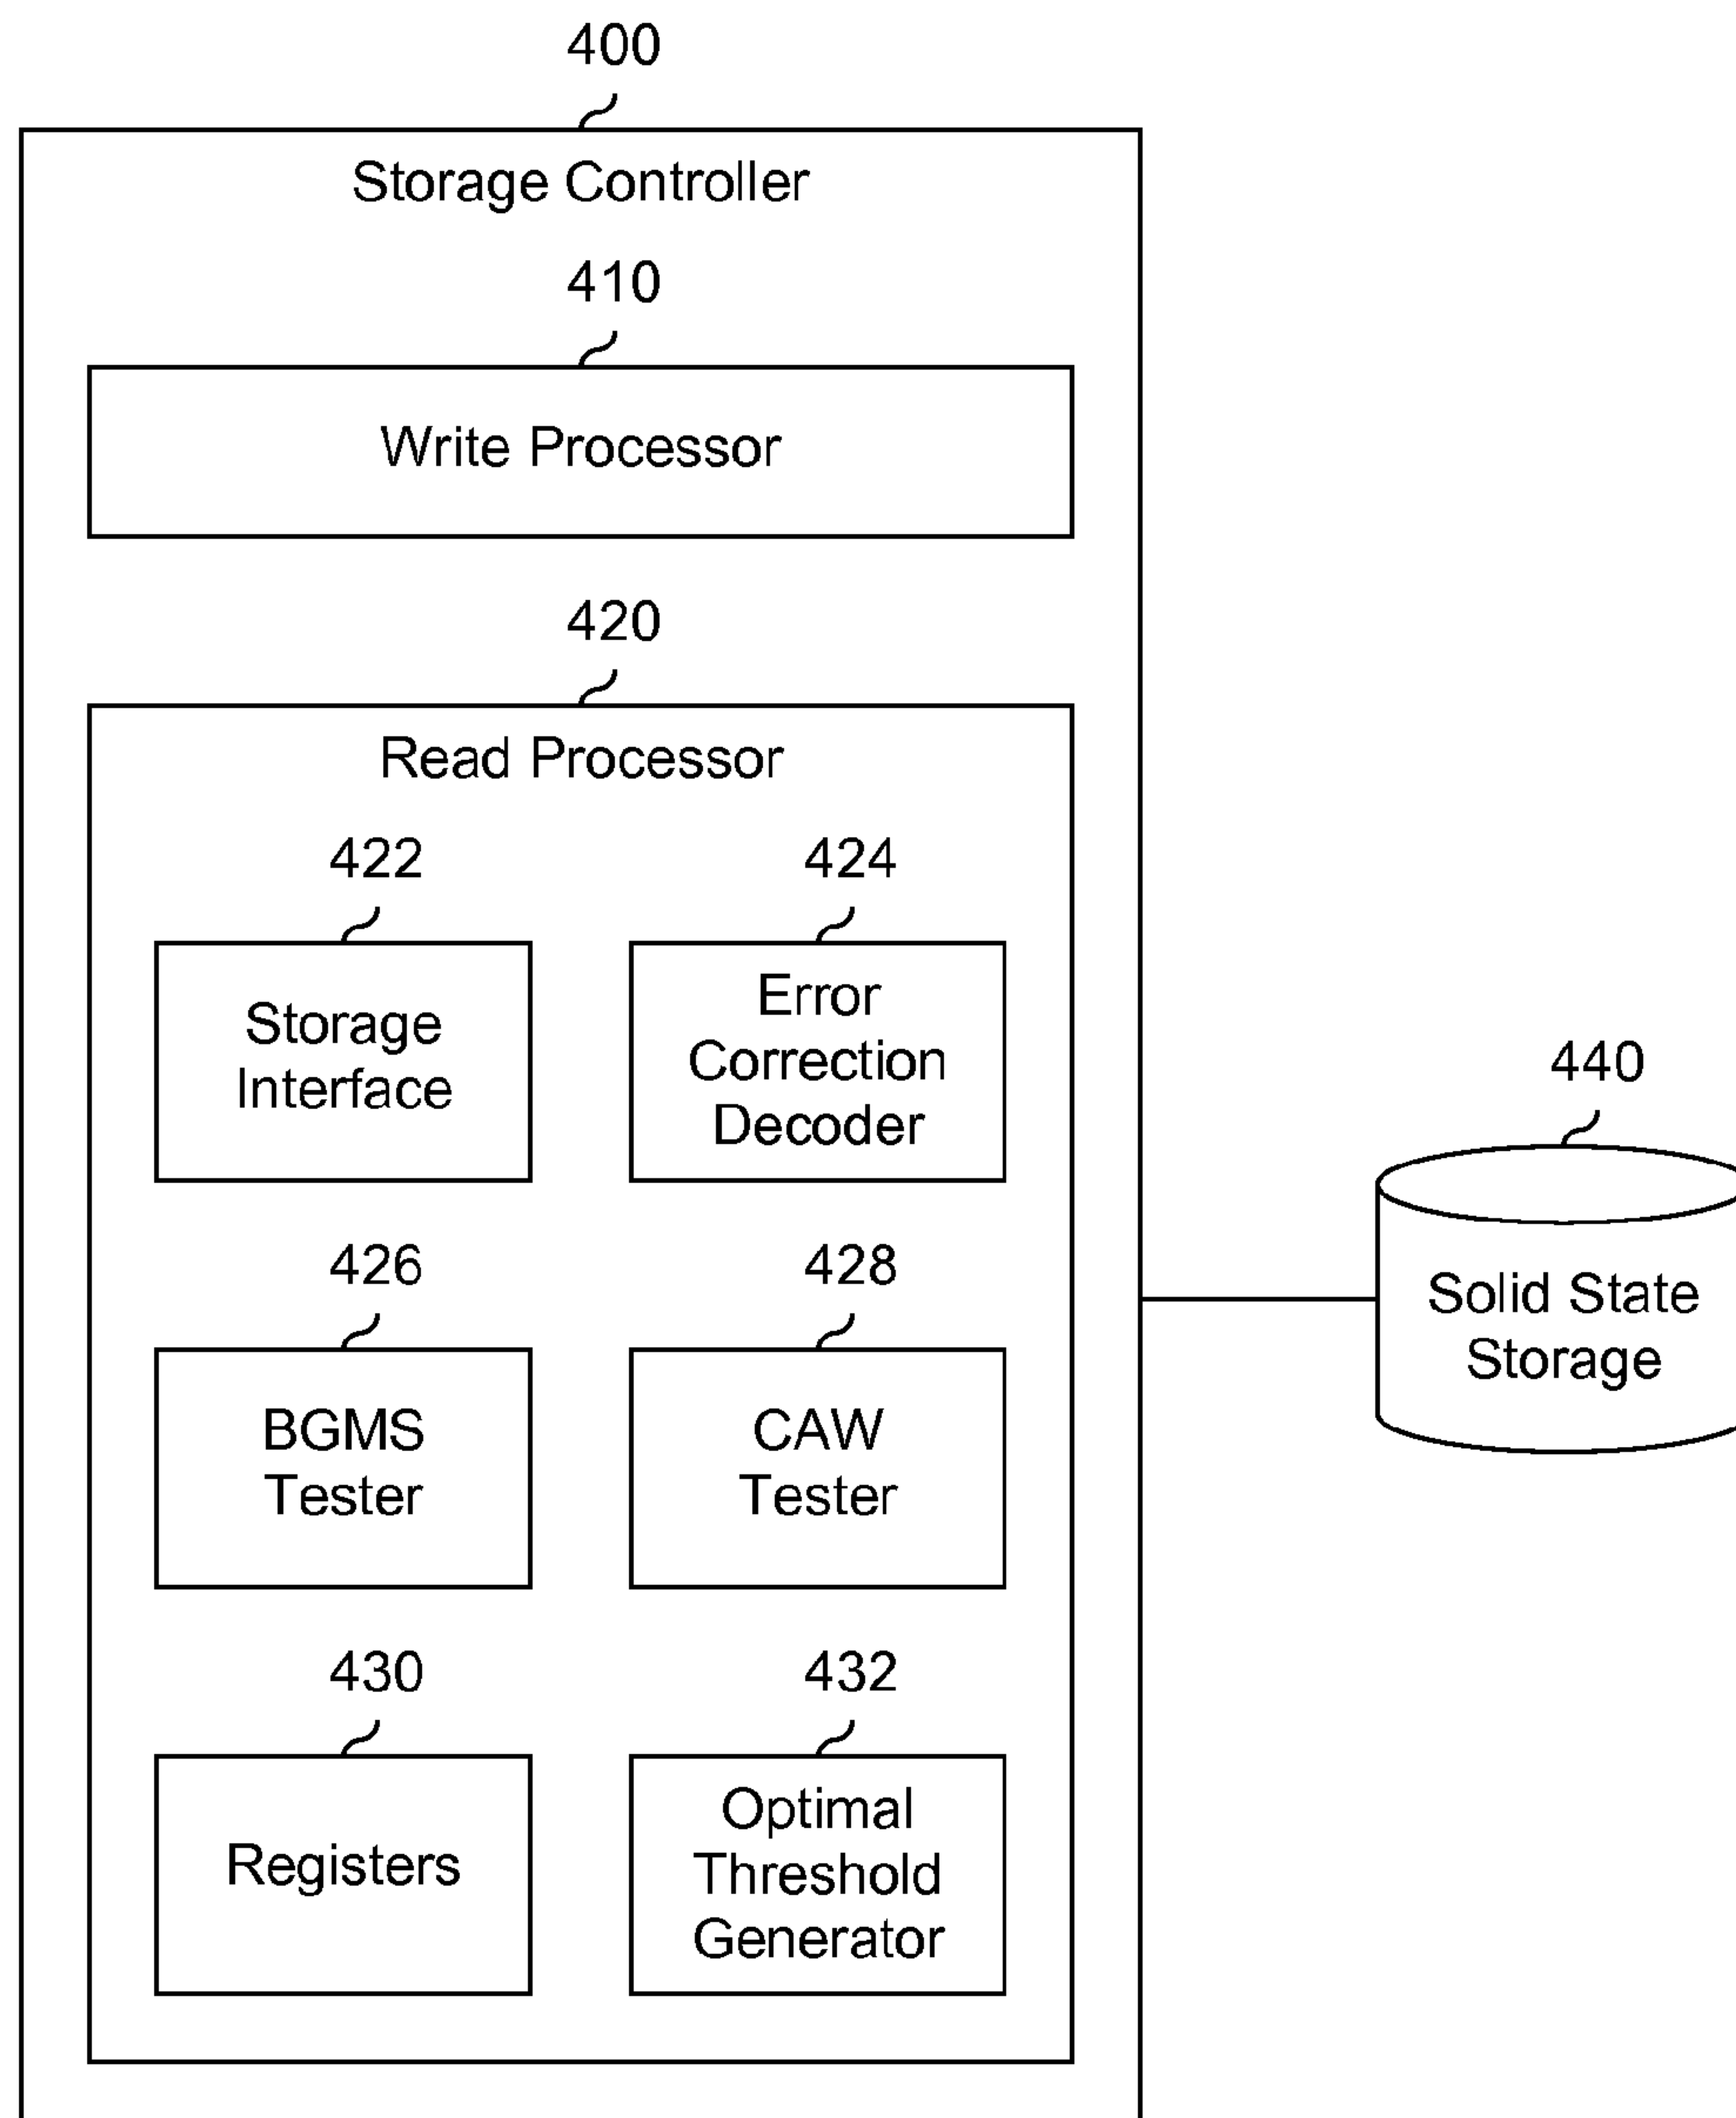 400
Storage Controller
410
Write Processor
420
Read Processor
422
424
Storage
Interface
Error
Correction
Decoder
440
Solid State
Storage
426
428
BGMS
Tester
CAW
Tester
430
432
Registers
Optimal
Threshold
Generator